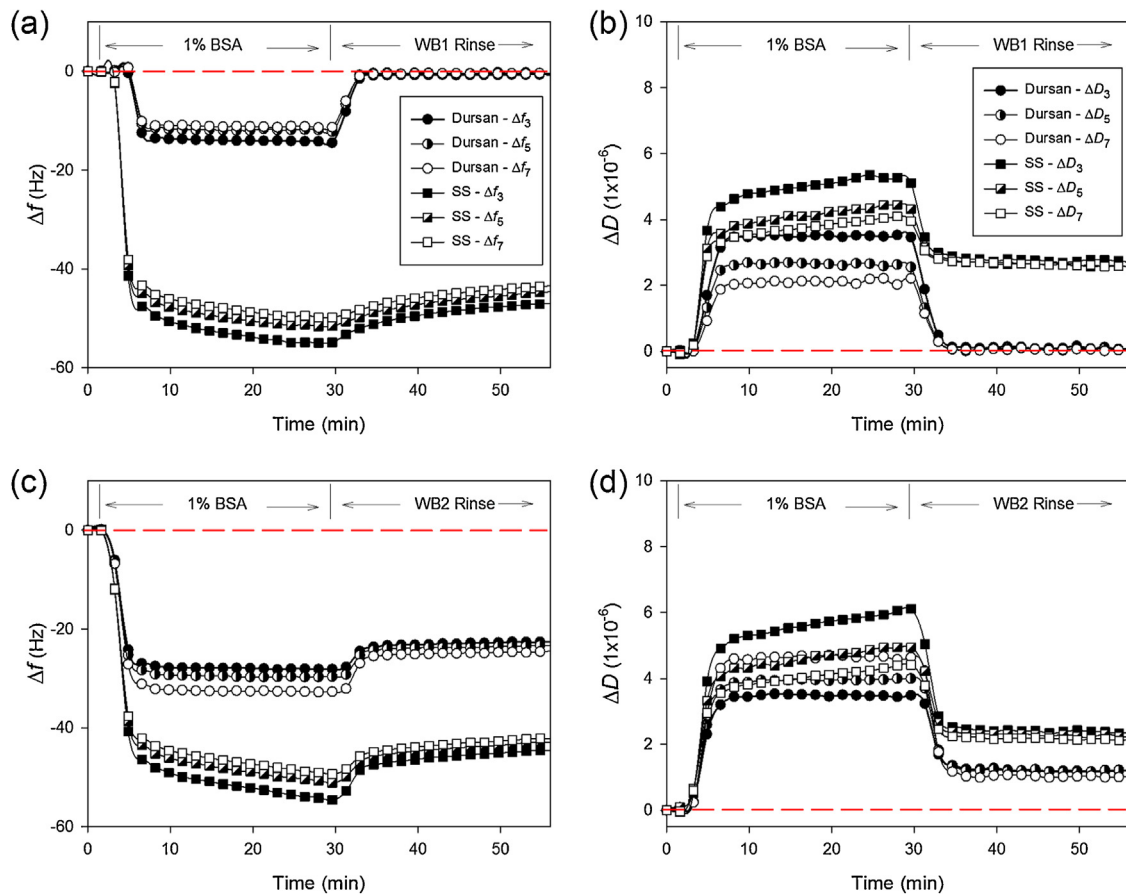 (a)
1% BSA
WB1 Rinse
0
-20
-40
-60
Δf (Hz)
Dursan - Δf3
Dursan - Δf5
Dursan - Δf7
SS - Δf3
SS - Δf5
SS - Δf7
0 10 20 30 40 50
Time (min)
(b)
1% BSA
WB1 Rinse
10
8
6
4
2
0
ΔD (1x10⁻⁶)
Dursan - ΔD3
Dursan - ΔD5
Dursan - ΔD7
SS - ΔD3
SS - ΔD5
SS - ΔD7
0 10 20 30 40 50
Time (min)
(c)
1% BSA
WB2 Rinse
0
-20
-40
-60
Δf (Hz)
0 10 20 30 40 50
Time (min)
(d)
1% BSA
WB2 Rinse
10
8
6
4
2
0
ΔD (1x10⁻⁶)
0 10 20 30 40 50
Time (min)